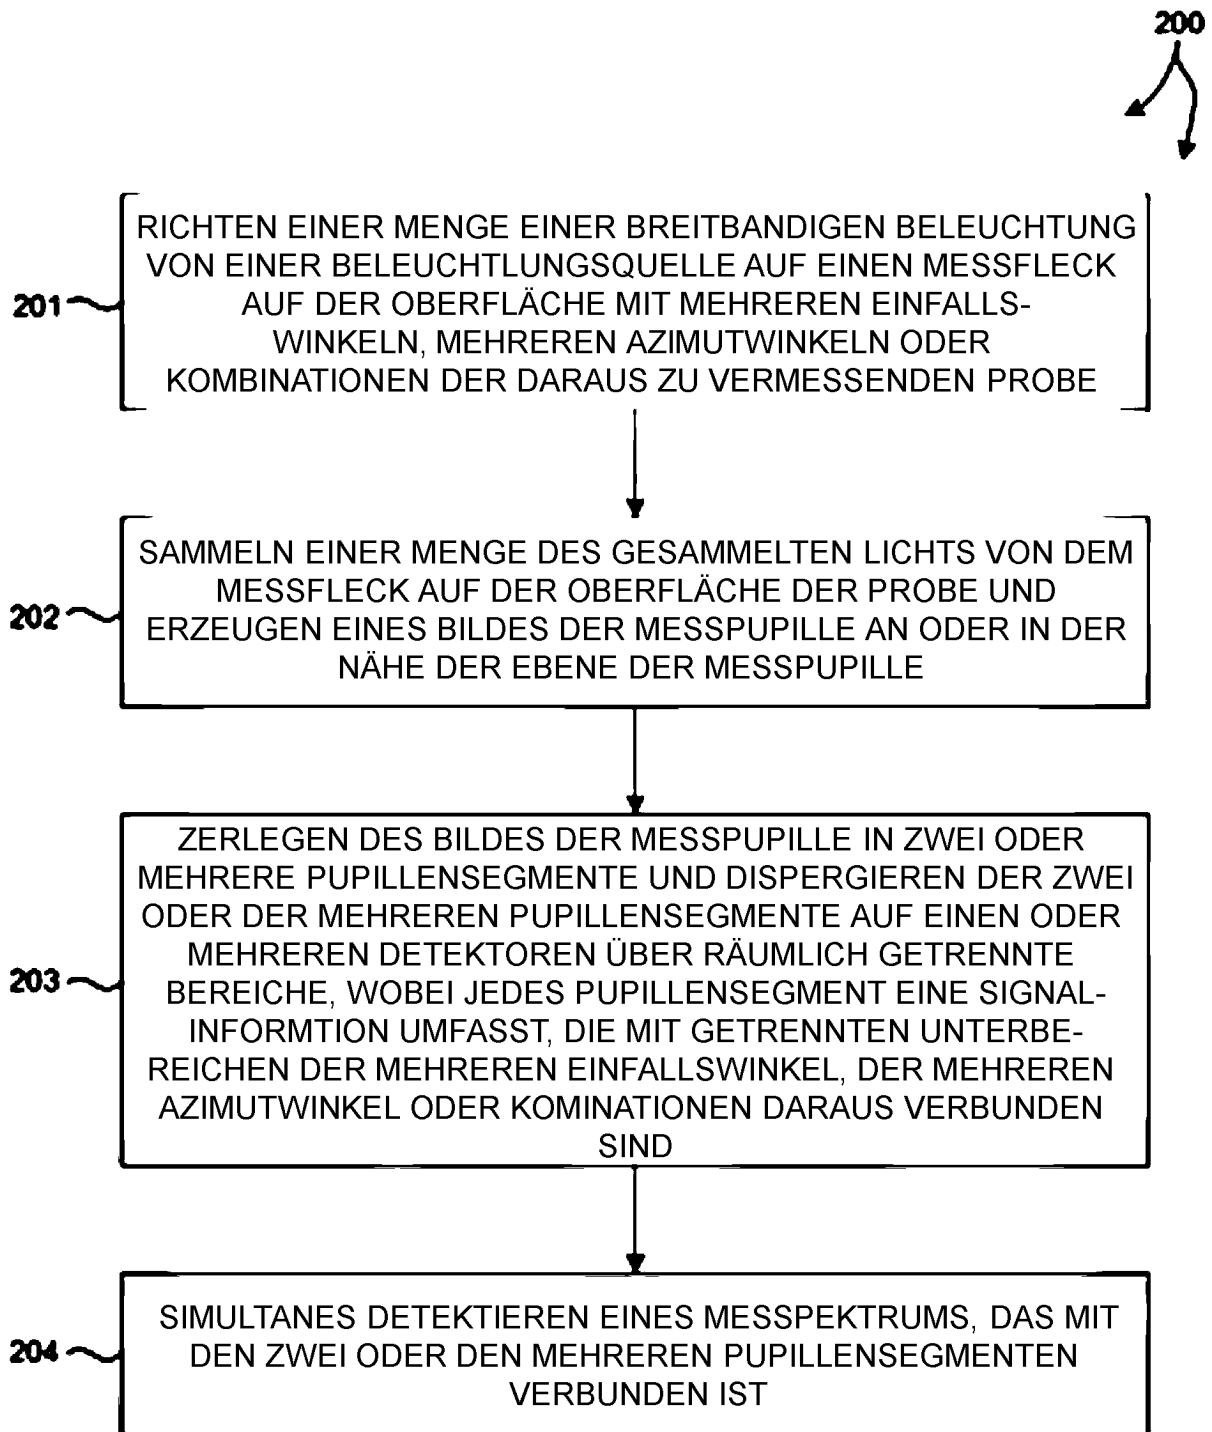 200
201
RICHTEN EINER MENGE EINER BREITBANDIGEN BELEUCHTUNG
VON EINER BELEUCHTLUNGSQUELLE AUF EINEN MESSFLECK
AUF DER OBERFLÄCHE MIT MEHREREN EINFALLS-
WINKELN, MEHREREN AZIMUTWINKELN ODER
KOMBINATIONEN DER DARAUS ZU VERMESSENDEN PROBE
202
SAMMELN EINER MENGE DES GESAMMELTEN LICHTS VON DEM
MESSFLECK AUF DER OBERFLÄCHE DER PROBE UND
ERZEUGEN EINES BILDES DER MESSPUPILLE AN ODER IN DER
NÄHE DER EBENE DER MESSPUPILLE
203
ZERLEGEN DES BILDES DER MESSPUPILLE IN ZWEI ODER
MEHRERE PUPILLENSEGMENTE UND DISPERGIEREN DER ZWEI
ODER DER MEHREREN PUPILLENSEGMENTE AUF EINEN ODER
MEHREREN DETEKTOREN ÜBER RÄUMLICH GETRENNTE
BEREICHE, WOBEI JEDES PUPILLENSEGMENT EINE SIGNAL-
INFORMTION UMFASST, DIE MIT GETRENNTEN UNTERBE-
REICHEN DER MEHREREN EINFALLSWINKEL, DER MEHREREN
AZIMUTWINKEL ODER KOMINATIONEN DARAUS VERBUNDEN
SIND
204
SIMULTANES DETEKTIEREN EINES MESSPEKTRUMS, DAS MIT
DEN ZWEI ODER DEN MEHREREN PUPILLENSEGMENTEN
VERBUNDEN IST